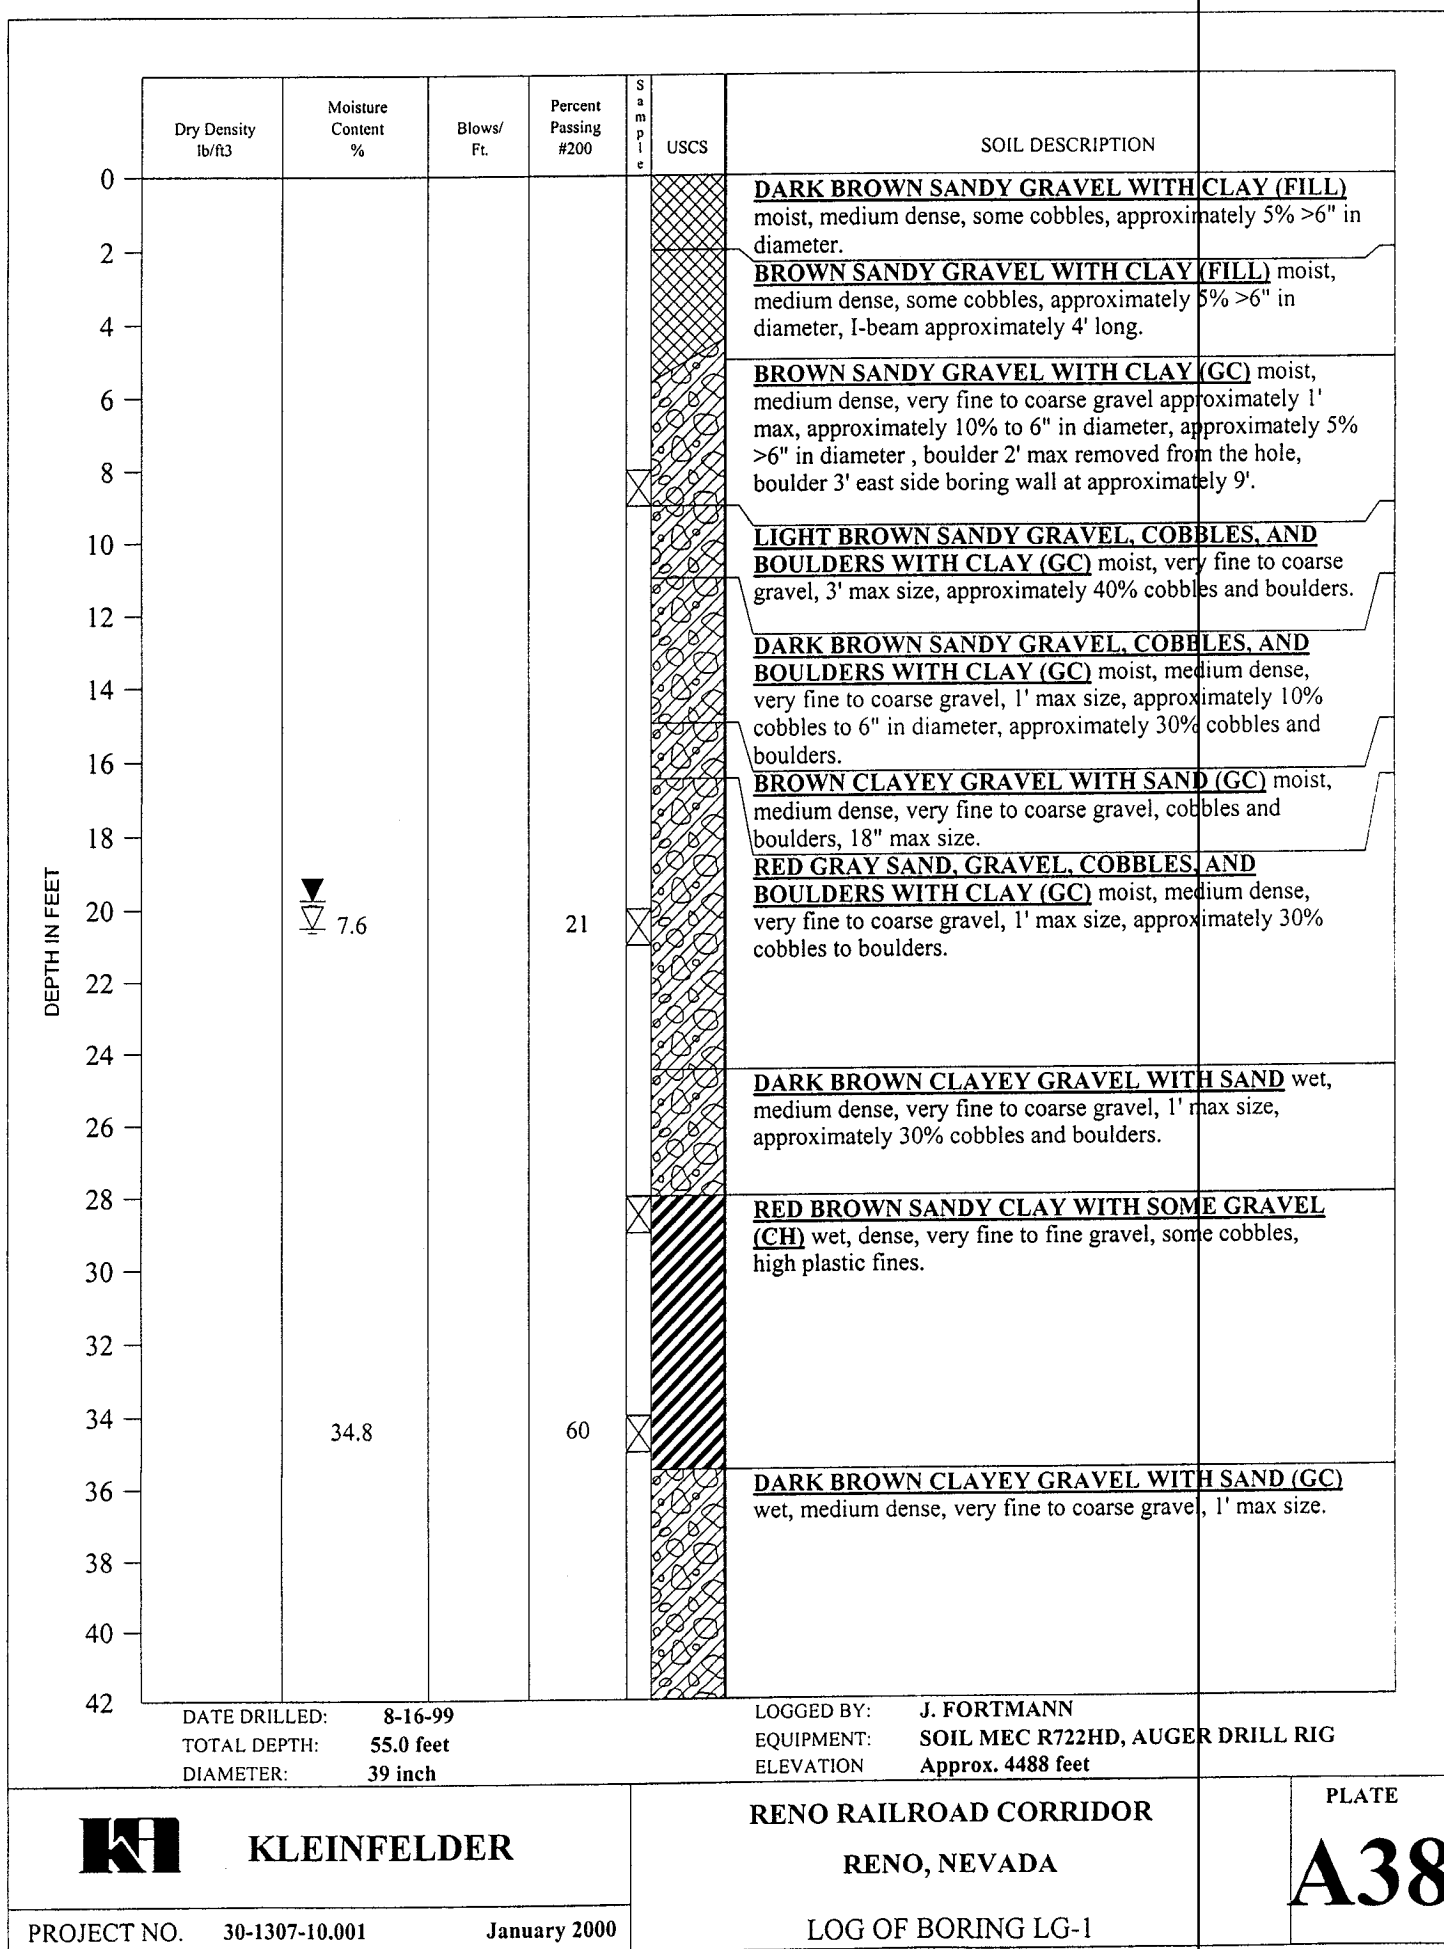 Dry Density
lb/ft3
Moisture
Content
%
Blows/
Ft.
Percent
Passing
#200
Sample
USCS
SOIL DESCRIPTION
DEPTH IN FEET
0
2
4
6
8
10
12
14
16
18
20
22
24
26
28
30
32
34
36
38
40
42
7.6
21
34.8
60
DARK BROWN SANDY GRAVEL WITH CLAY (FILL)
moist, medium dense, some cobbles, approximately 5% >6" in
diameter.
BROWN SANDY GRAVEL WITH CLAY (FILL) moist,
medium dense, some cobbles, approximately 5% >6" in
diameter, I-beam approximately 4' long.
BROWN SANDY GRAVEL WITH CLAY (GC) moist,
medium dense, very fine to coarse gravel approximately 1'
max, approximately 10% to 6" in diameter, approximately 5%
>6" in diameter , boulder 2' max removed from the hole,
boulder 3' east side boring wall at approximately 9'.
LIGHT BROWN SANDY GRAVEL, COBBLES, AND
BOULDERS WITH CLAY (GC) moist, very fine to coarse
gravel, 3' max size, approximately 40% cobbles and boulders.
DARK BROWN SANDY GRAVEL, COBBLES, AND
BOULDERS WITH CLAY (GC) moist, medium dense,
very fine to coarse gravel, 1' max size, approximately 10%
cobbles to 6" in diameter, approximately 30% cobbles and
boulders.
BROWN CLAYEY GRAVEL WITH SAND (GC) moist,
medium dense, very fine to coarse gravel, cobbles and
boulders, 18" max size.
RED GRAY SAND, GRAVEL, COBBLES, AND
BOULDERS WITH CLAY (GC) moist, medium dense,
very fine to coarse gravel, 1' max size, approximately 30%
cobbles to boulders.
DARK BROWN CLAYEY GRAVEL WITH SAND wet,
medium dense, very fine to coarse gravel, 1' max size,
approximately 30% cobbles and boulders.
RED BROWN SANDY CLAY WITH SOME GRAVEL
(CH) wet, dense, very fine to fine gravel, some cobbles,
high plastic fines.
DARK BROWN CLAYEY GRAVEL WITH SAND (GC)
wet, medium dense, very fine to coarse gravel, 1' max size.
DATE DRILLED: 8-16-99
TOTAL DEPTH: 55.0 feet
DIAMETER: 39 inch
LOGGED BY: J. FORTMANN
EQUIPMENT: SOIL MEC R722HD, AUGER DRILL RIG
ELEVATION Approx. 4488 feet
KLEINFELDER
PROJECT NO. 30-1307-10.001 January 2000
RENO RAILROAD CORRIDOR
RENO, NEVADA
LOG OF BORING LG-1
PLATE
A38